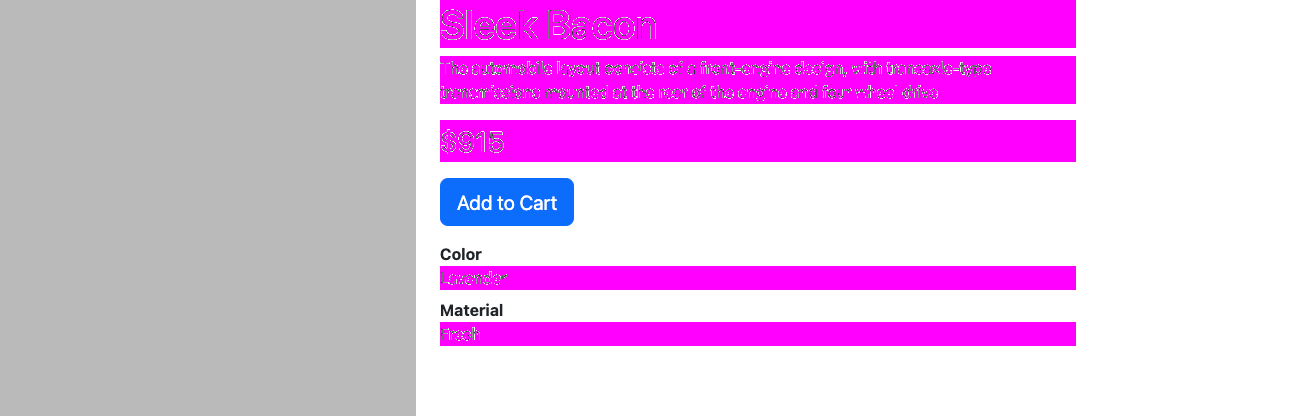 Sleek Bacon
The automobile layout consists of a front-engine design, with transaxle-type
transmissions mounted at the rear of the engine and four wheel drive
$915
Add to Cart
Color
Lavender
Material
Fresh